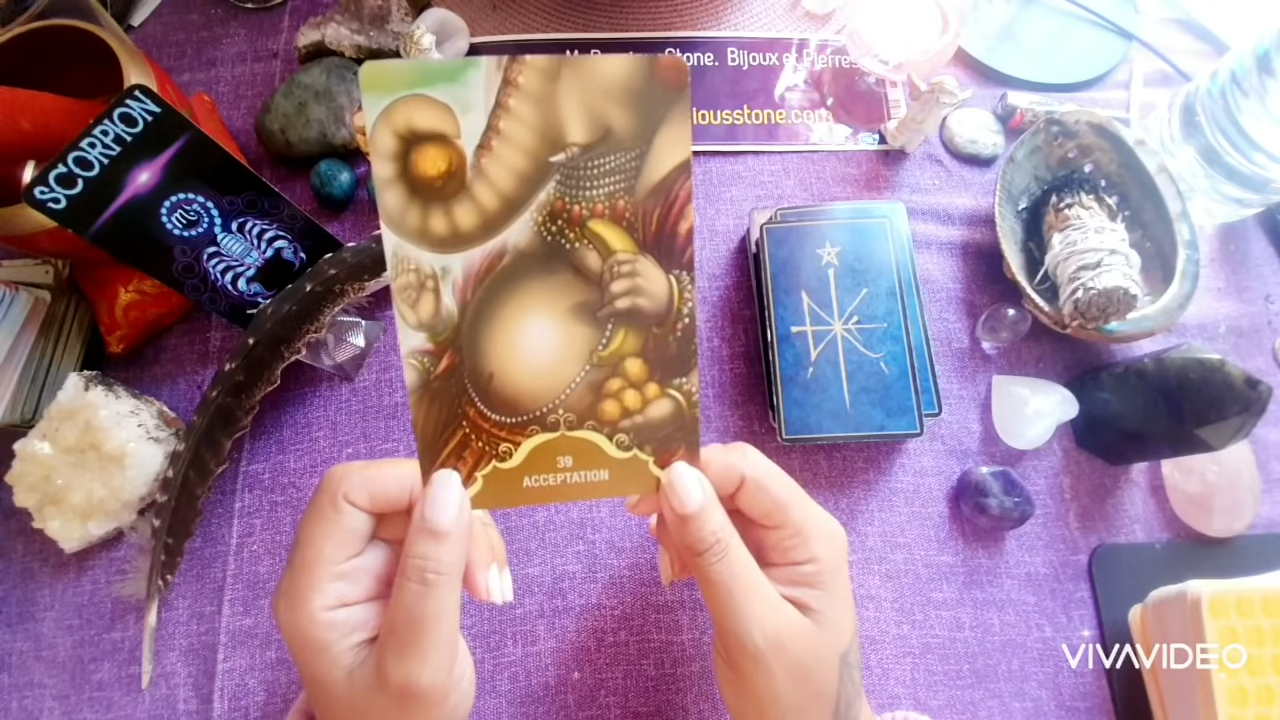 Stone. Bijoux et Pierres
iousstone.com
SCORPION
39
ACCEPTATION
VIVAVIDEO